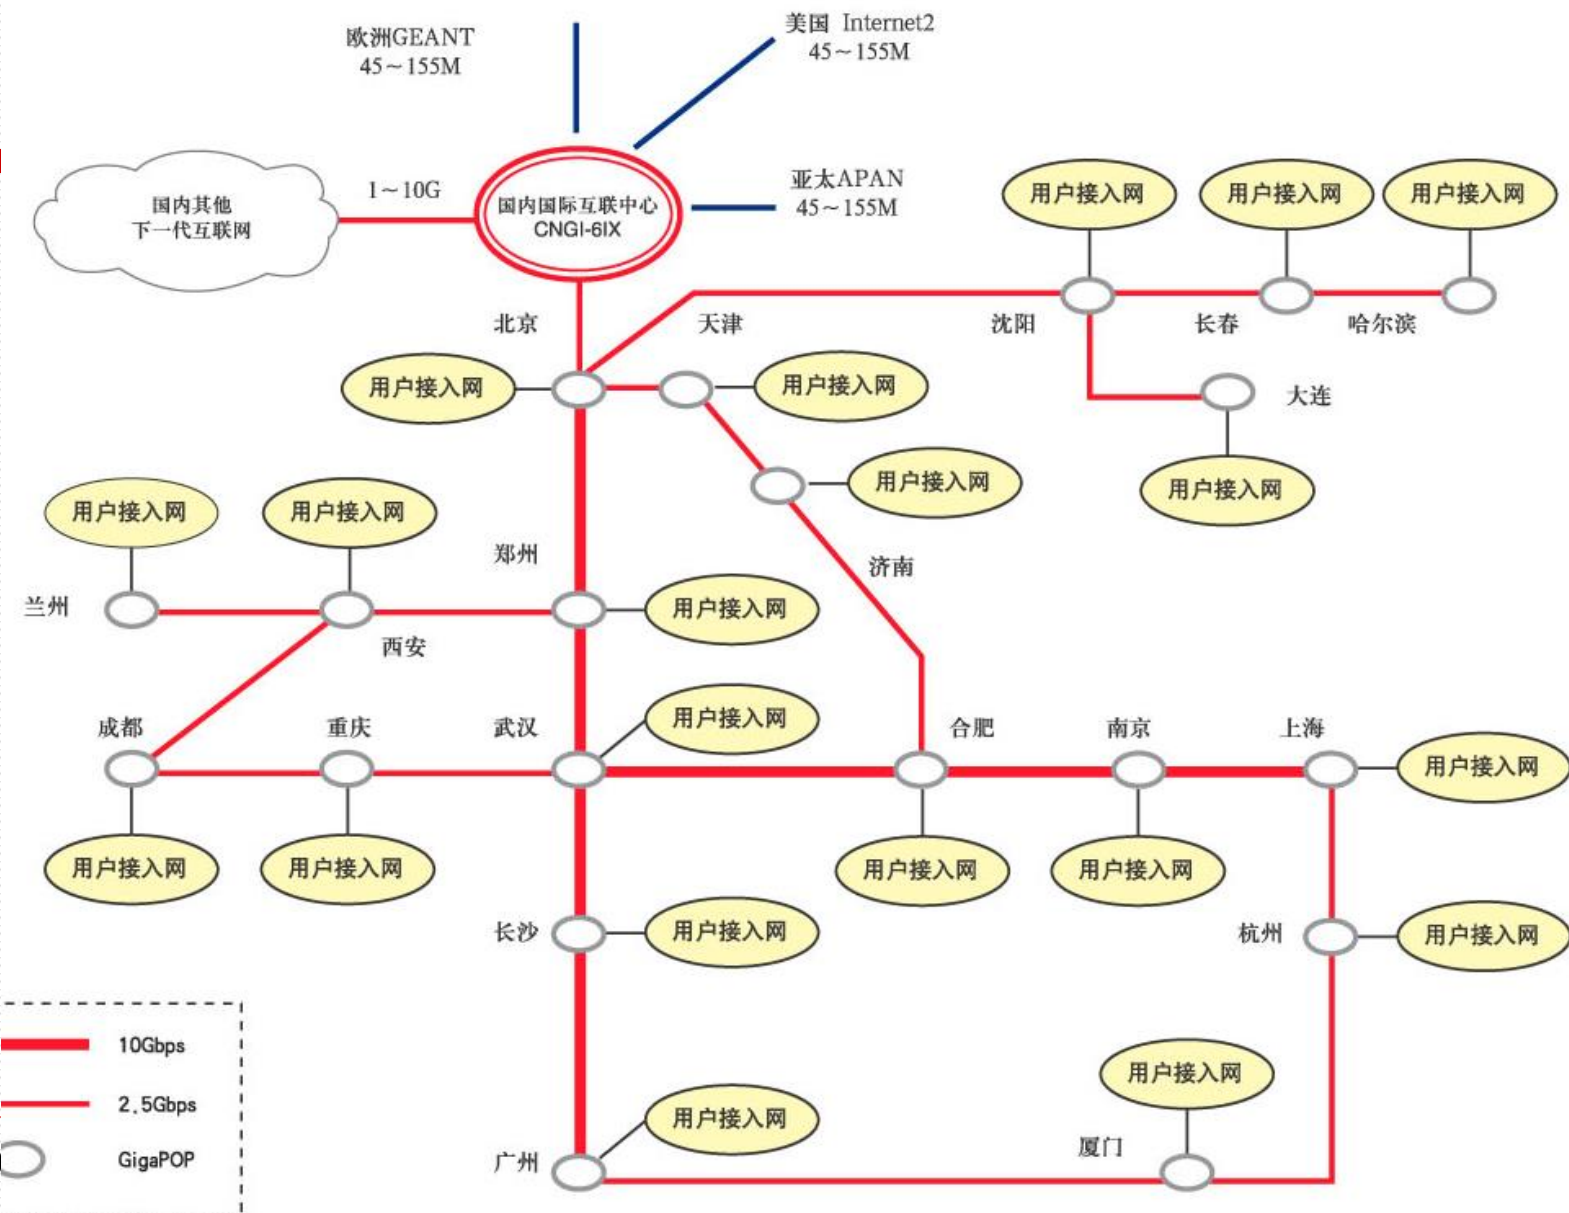 欧洲GEANT
45~155M
美国 Internet2
45~155M
国内其他
下一代互联网
1~10G
国内国际互联中心
CNGI-6IX
亚太APAN
45~155M
用户接入网
用户接入网
用户接入网
北京
天津
沈阳
长春
哈尔滨
用户接入网
用户接入网
大连
用户接入网
用户接入网
用户接入网
用户接入网
郑州
济南
兰州
用户接入网
西安
用户接入网
成都
重庆
武汉
合肥
南京
上海
用户接入网
用户接入网
用户接入网
用户接入网
用户接入网
长沙
用户接入网
杭州
用户接入网
10Gbps
用户接入网
2.5Gbps
用户接入网
GigaPOP
广州
厦门